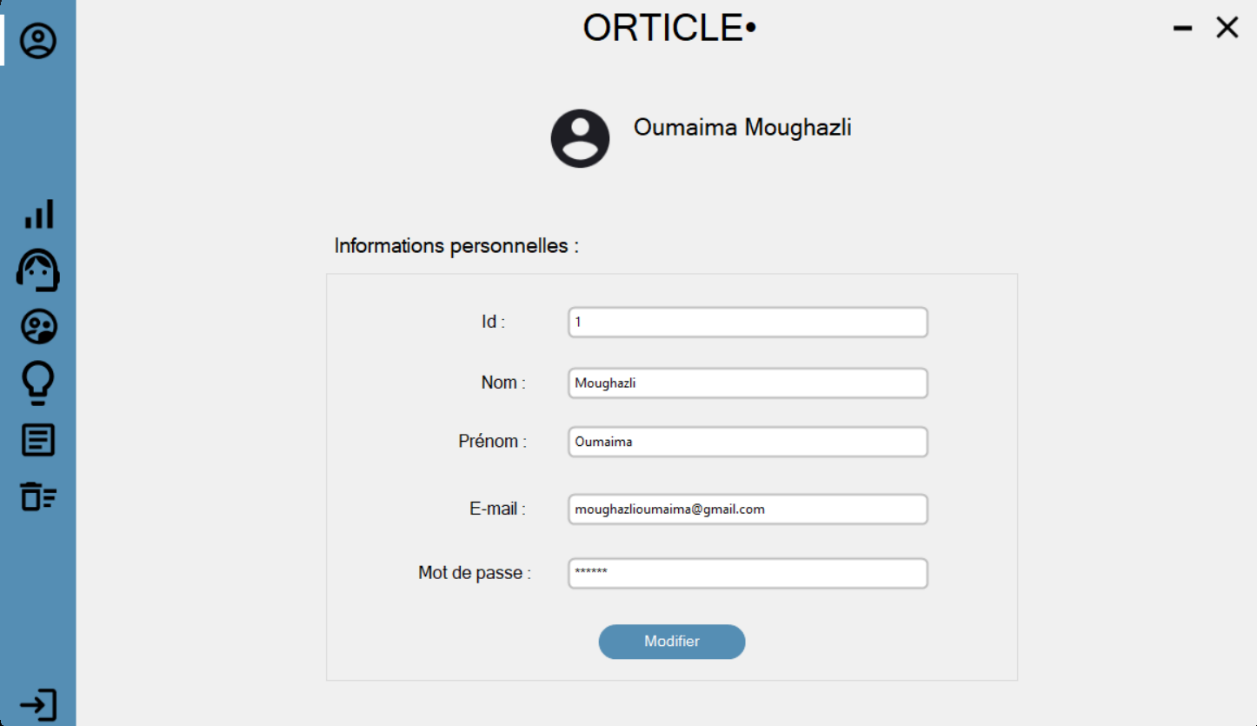 ORTICLE•
Oumaima Moughazli
Informations personnelles :
Id : 1
Nom : Moughazli
Prénom : Oumaima
E-mail : moughazlioumaima@gmail.com
Mot de passe : ******
Modifier